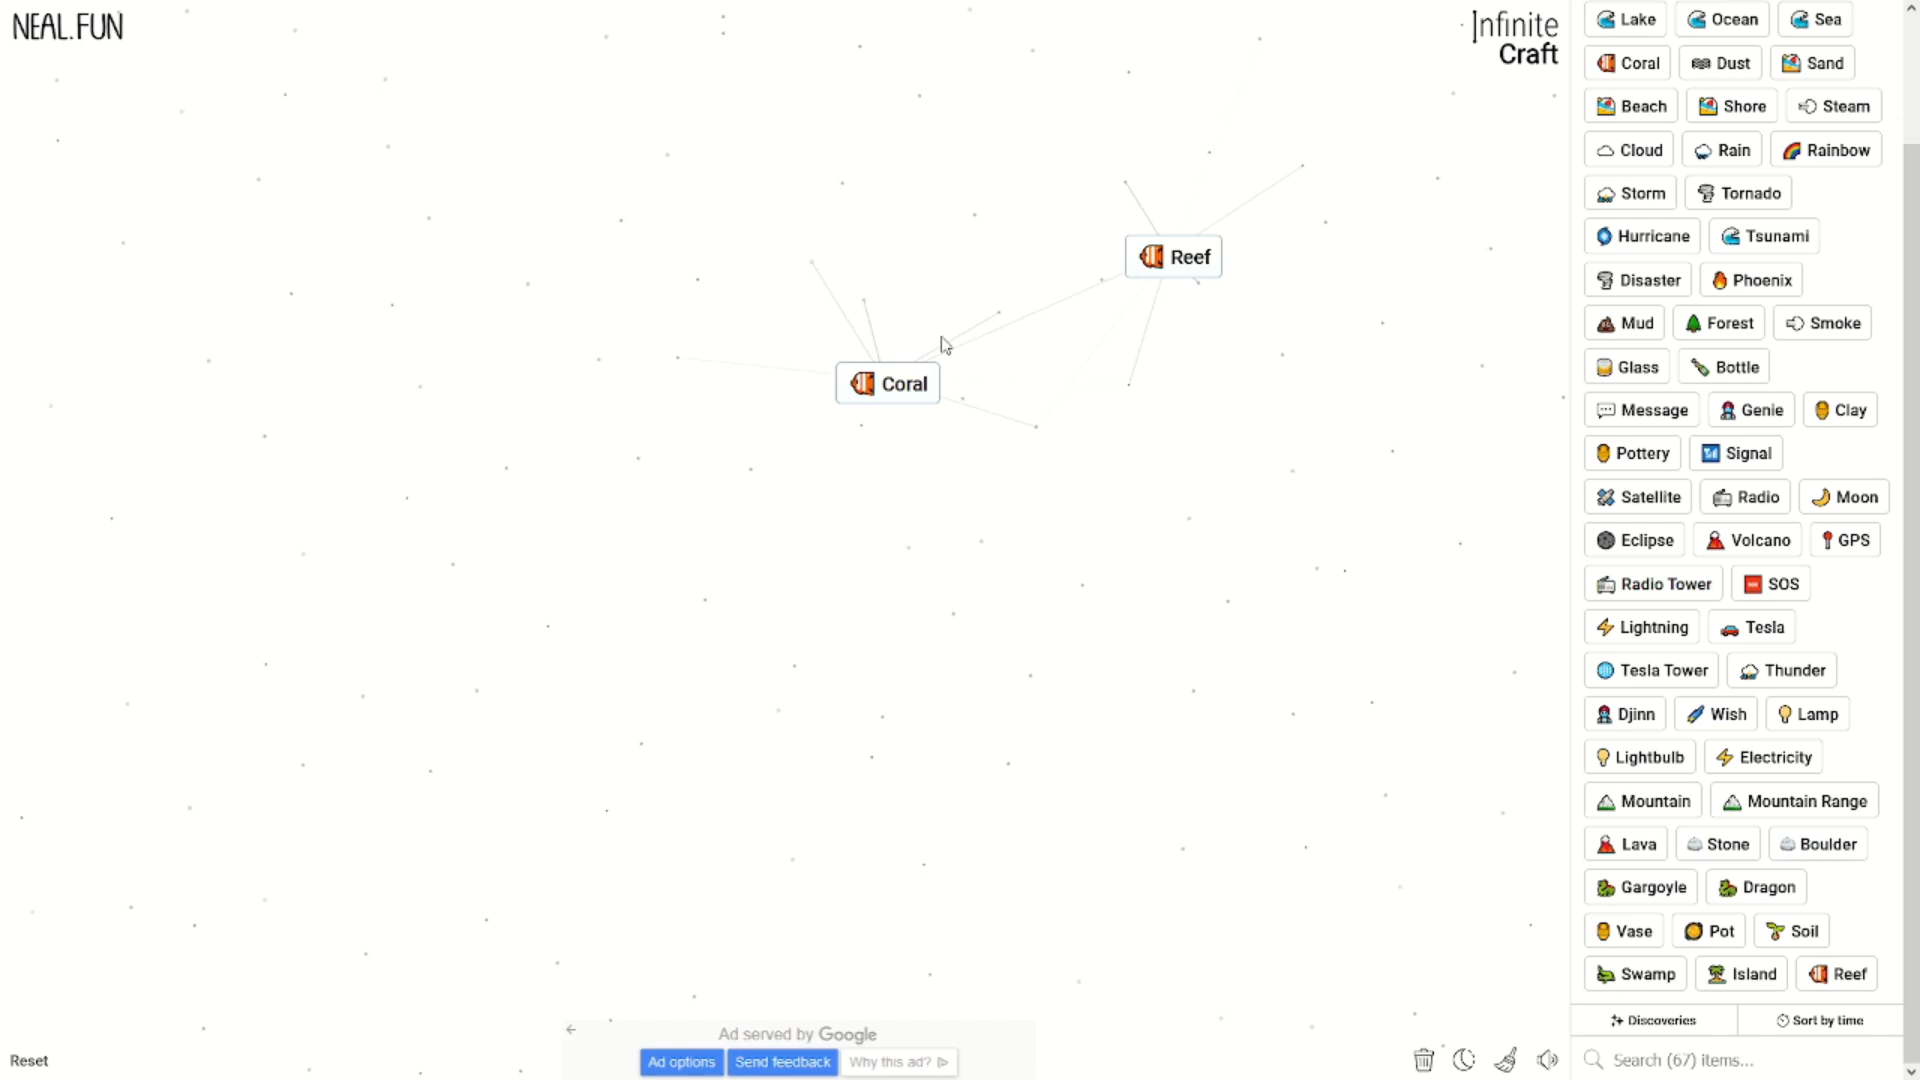 NEAL.FUN
Infinite
Craft
Reef
Coral
Lake Ocean Sea
Coral Dust Sand
Beach Shore Steam
Cloud Rain Rainbow
Storm Tornado
Hurricane Tsunami
Disaster Phoenix
Mud Forest Smoke
Glass Bottle
Message Genie Clay
Pottery Signal
Satellite Radio Moon
Eclipse Volcano GPS
Radio Tower SOS
Lightning Tesla
Tesla Tower Thunder
Djinn Wish Lamp
Lightbulb Electricity
Mountain Mountain Range
Lava Stone Boulder
Gargoyle Dragon
Vase Pot Soil
Swamp Island Reef
Discoveries Sort by time
Search (67) items...
Ad served by Google
Ad options Send feedback Why this ad?
Reset